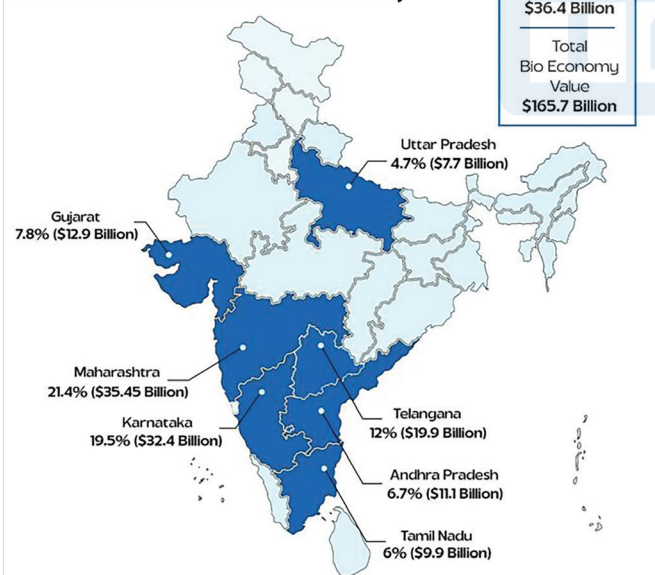 $36.4 Billion
Total
Bio Economy
Value
$165.7 Billion
Uttar Pradesh
4.7% ($7.7 Billion)
Gujarat
7.8% ($12.9 Billion)
Maharashtra
21.4% ($35.45 Billion)
Karnataka
19.5% ($32.4 Billion)
Telangana
12% ($19.9 Billion)
Andhra Pradesh
6.7% ($11.1 Billion)
Tamil Nadu
6% ($9.9 Billion)